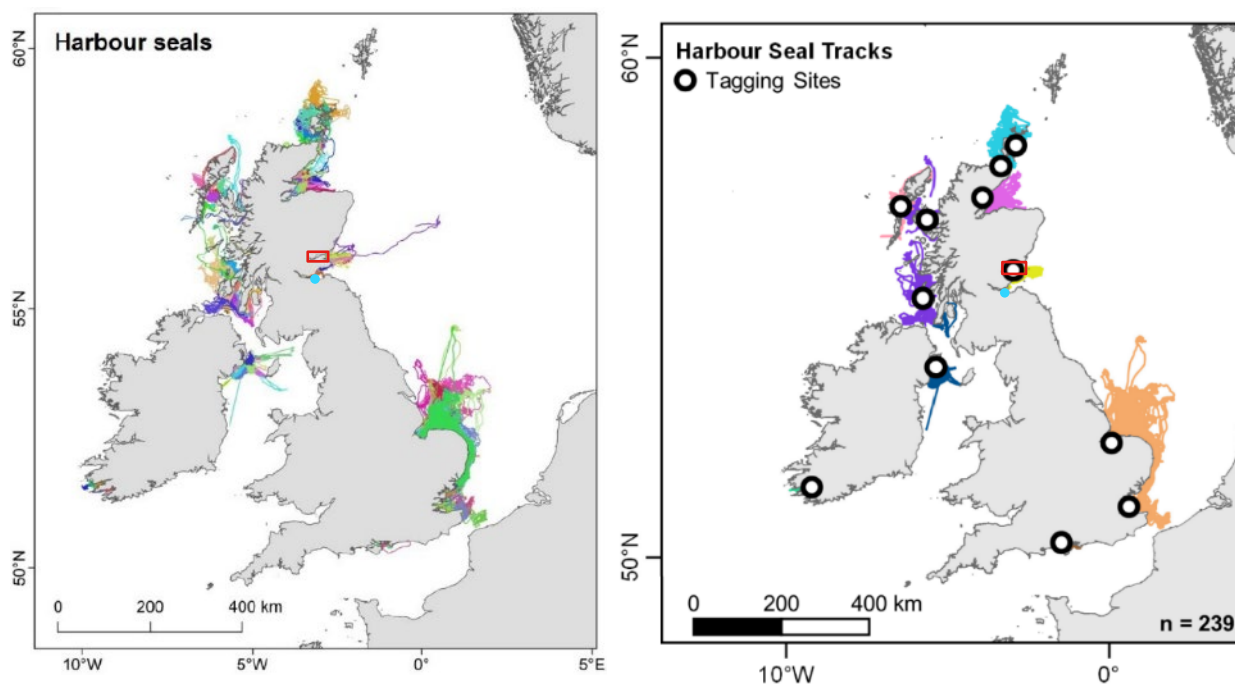 Harbour seals
60°N
55°N
50°N
0 200 400 km
10°W 5°W 0° 5°E
Harbour Seal Tracks
Tagging Sites
60°N
50°N
0 200 400 km
n = 239
10°W 0°